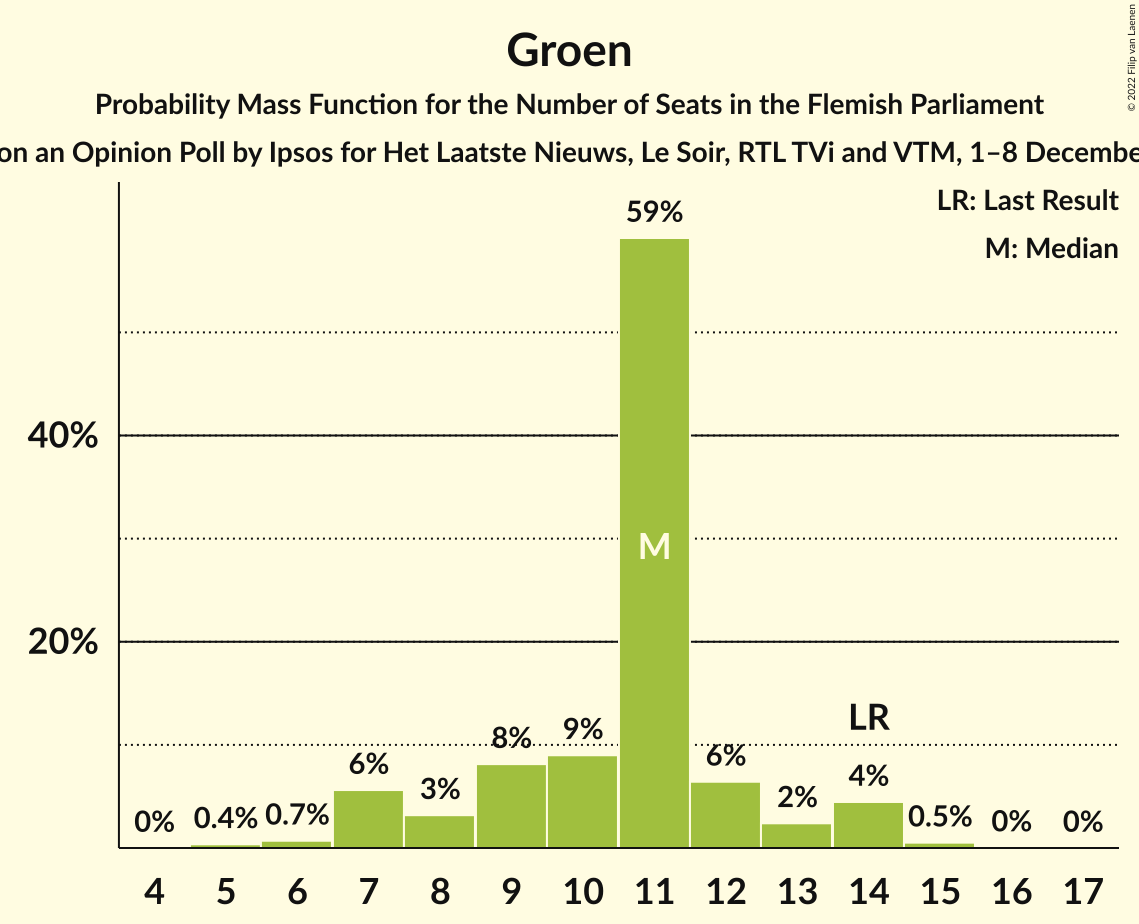 Groen
Probability Mass Function for the Number of Seats in the Flemish Parliament
on an Opinion Poll by Ipsos for Het Laatste Nieuws, Le Soir, RTL TVi and VTM, 1–8 Decembe
© 2022 Filip van Laenen
LR: Last Result
M: Median
59%
40%
M
20%
LR
0% 0.4% 0.7% 6% 3% 8% 9% 6% 2% 4% 0.5% 0% 0%
4 5 6 7 8 9 10 11 12 13 14 15 16 17